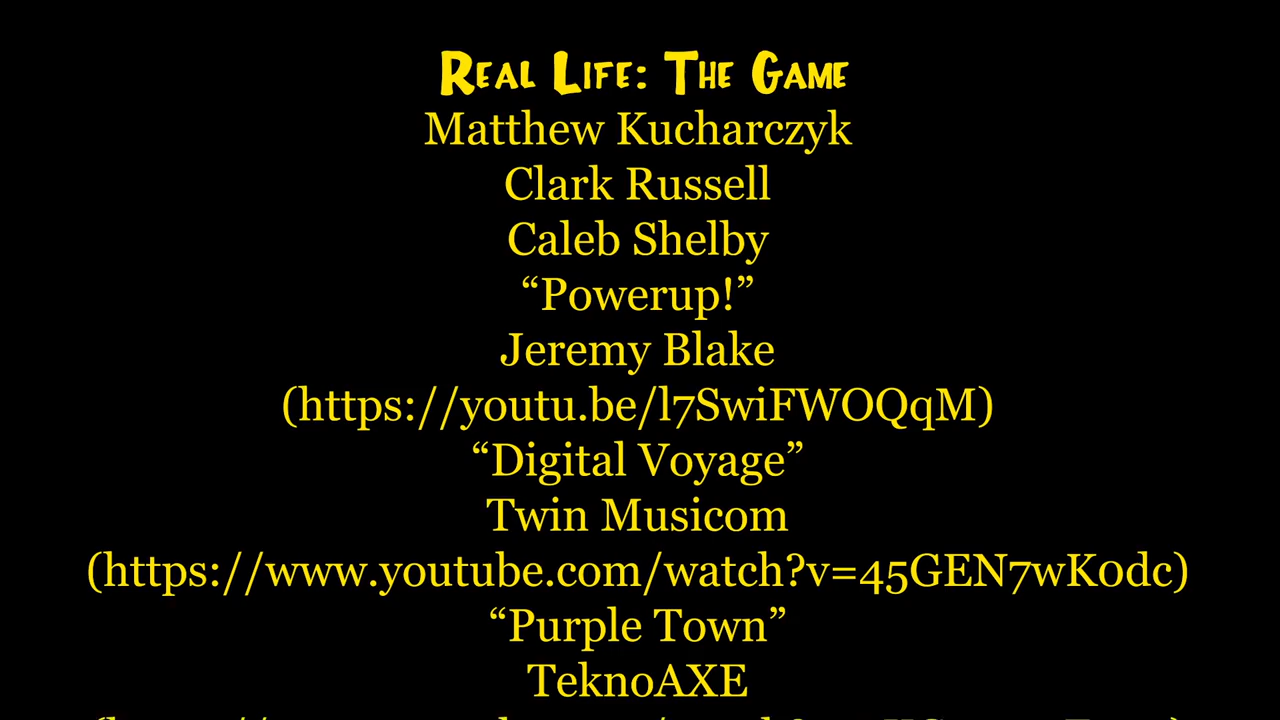 Real Life: The Game
Matthew Kucharczyk
Clark Russell
Caleb Shelby
“Powerup!”
Jeremy Blake
(https://youtu.be/l7SwiFWOQqM)
“Digital Voyage”
Twin Musicom
(https://www.youtube.com/watch?v=45GEN7wK0dc)
“Purple Town”
TeknoAXE